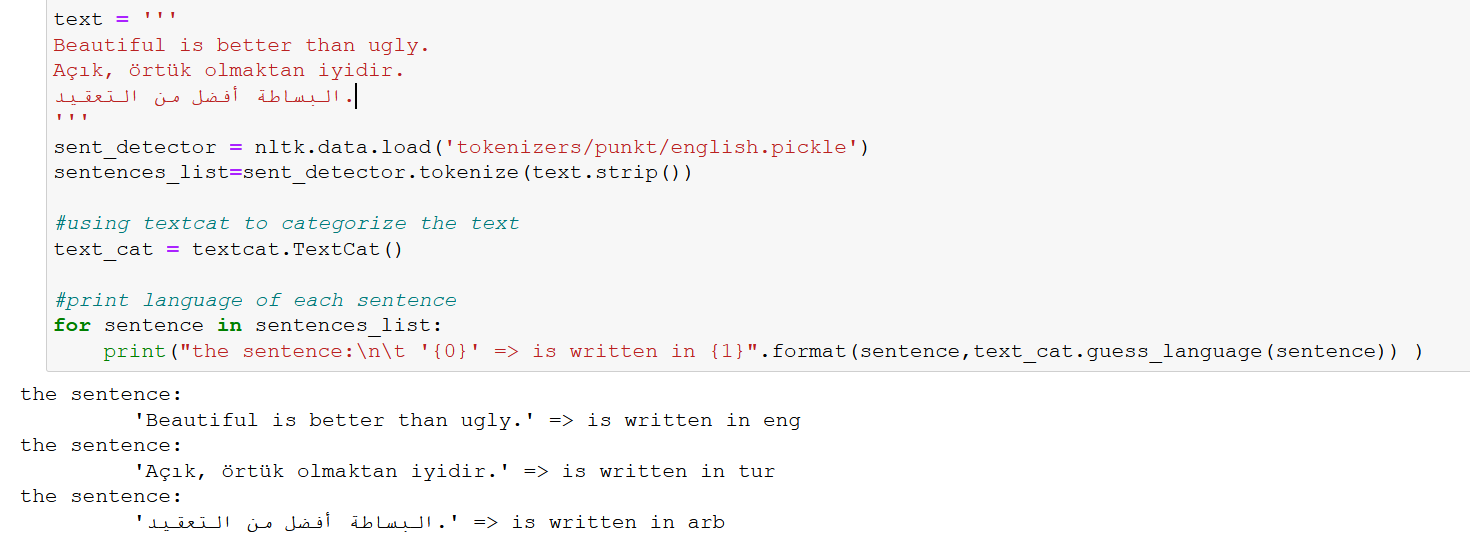 text = '''
Beautiful is better than ugly.
Açık, örtük olmaktan iyidir.
البساطة أفضل من التعقيد.
'''
sent_detector = nltk.data.load('tokenizers/punkt/english.pickle')
sentences_list=sent_detector.tokenize(text.strip())
#using textcat to categorize the text
text_cat = textcat.TextCat()
#print language of each sentence
for sentence in sentences_list:
    print("the sentence:\n\t '{0}' => is written in {1}".format(sentence,text_cat.guess_language(sentence)) )
the sentence:
	 'Beautiful is better than ugly.' => is written in eng
the sentence:
	 'Açık, örtük olmaktan iyidir.' => is written in tur
the sentence:
	 'البساطة أفضل من التعقيد.' => is written in arb